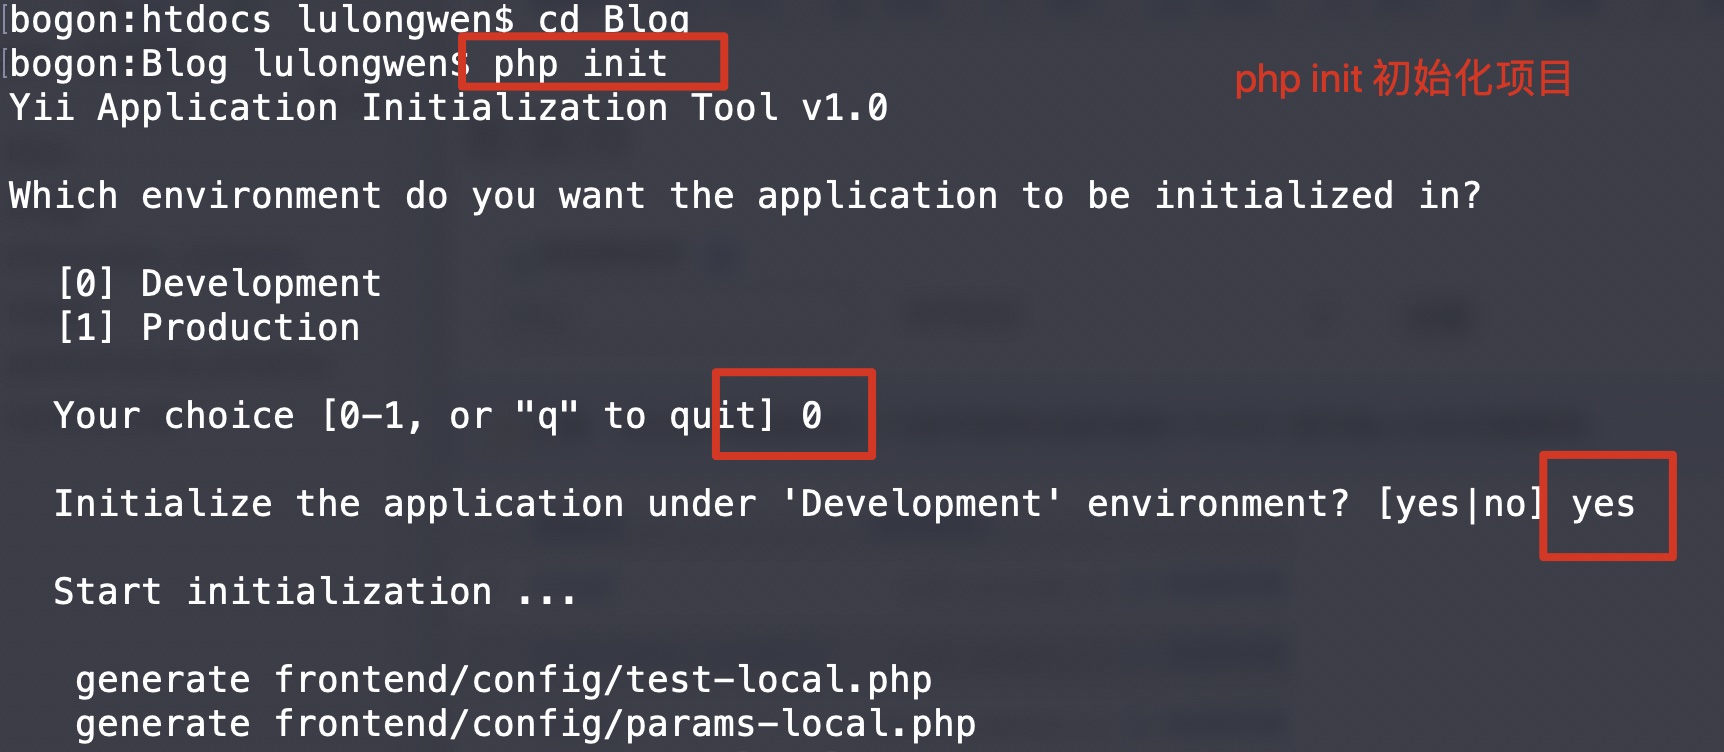 [bogon:htdocs lulongwen$ cd Blog
[bogon:Blog lulongwen$ php init
php init 初始化项目
Yii Application Initialization Tool v1.0
Which environment do you want the application to be initialized in?
[0] Development
[1] Production
Your choice [0-1, or "q" to quit] 0
Initialize the application under 'Development' environment? [yes|no] yes
Start initialization ...
generate frontend/config/test-local.php
generate frontend/config/params-local.php